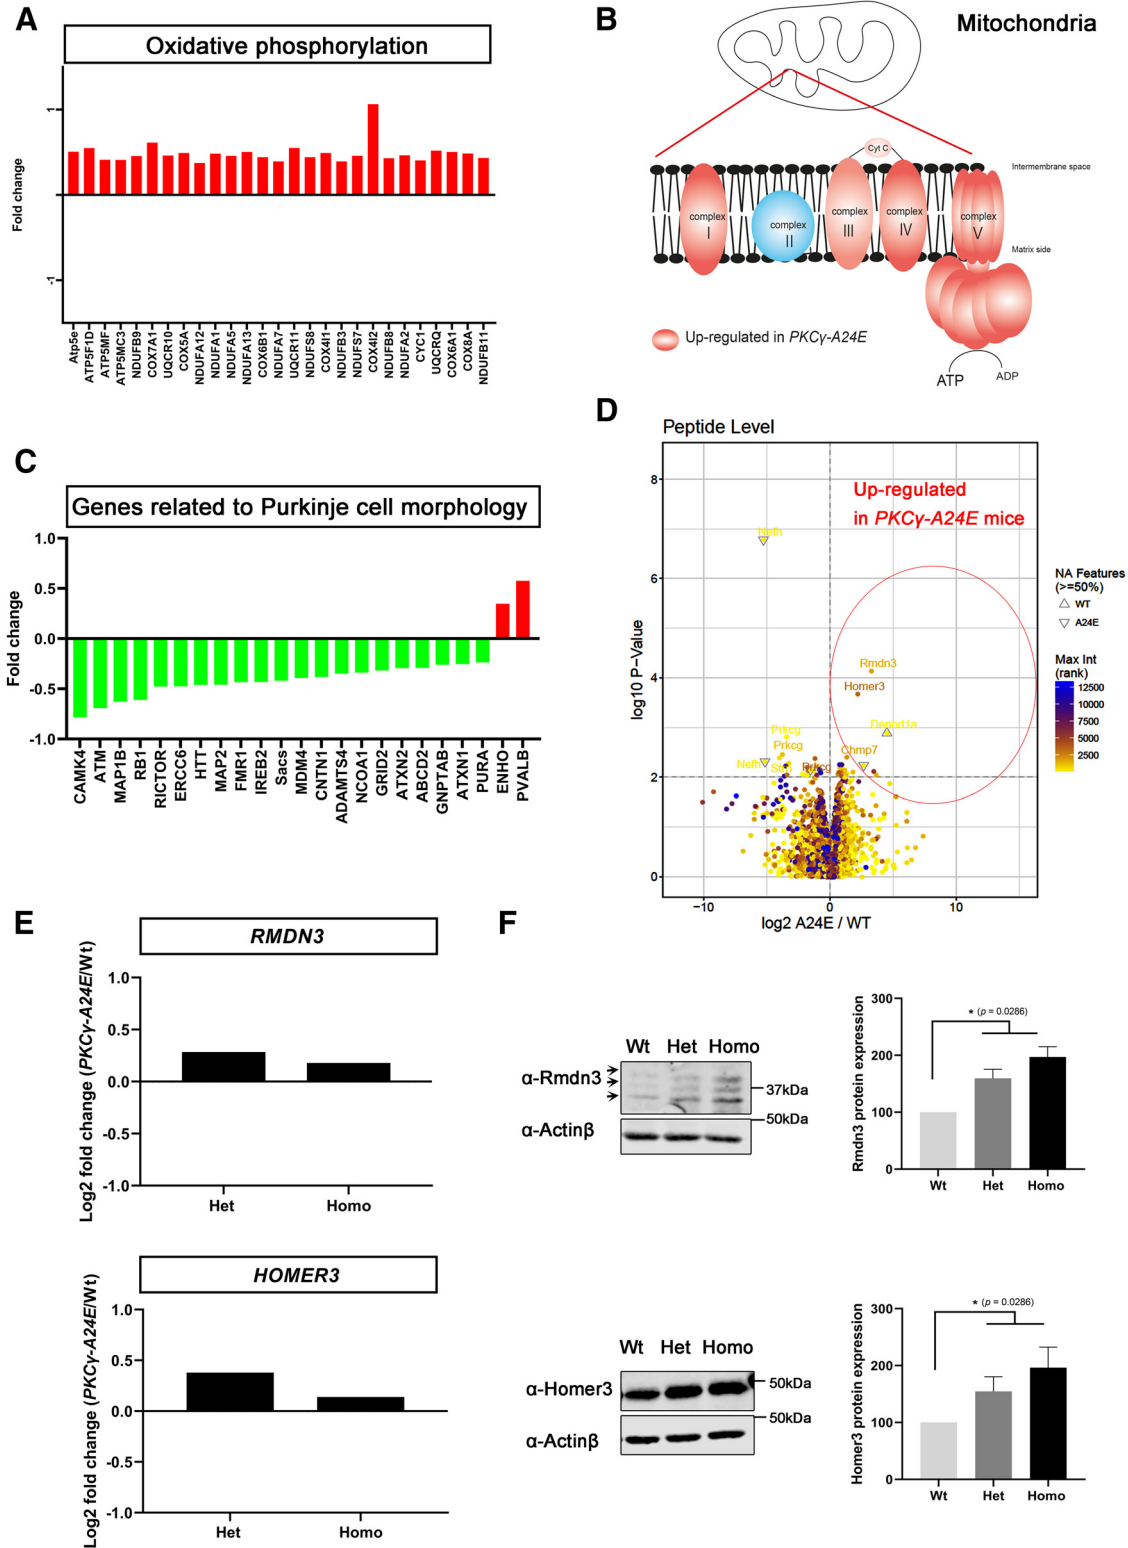 A
Oxidative phosphorylation
Fold change
1
-1
Atp5e
ATP5F1D
ATP5MF
ATP5MC3
NDUFB9
COX7A1
UQCR10
COX5A
NDUFA12
NDUFA1
NDUFA5
NDUFA13
COX6B1
NDUFA7
UQCR11
NDUFS8
COX4I1
NDUFB3
NDUFS7
COX4I2
NDUFB8
NDUFA2
CYC1
UQCRQ
COX6A1
COX8A
NDUFB11
B
Mitochondria
Cyt C
Intermembrane space
complex
I
complex
II
complex
III
complex
IV
complex
V
Matrix side
Up-regulated in PKCγ-A24E
ATP
ADP
C
Genes related to Purkinje cell morphology
Fold change
1.0
0.5
0.0
-0.5
-1.0
CAMK4
ATM
MAP1B
RB1
RICTOR
ERCC6
HTT
MAP2
FMR1
IREB2
Sacs
MDM4
CNTN1
ADAMTS4
NCOA1
GRID2
ATXN2
ABCD2
GNPTAB
ATXN1
PURA
ENHO
PVALB
D
Peptide Level
Up-regulated
in PKCγ-A24E mice
log10 P-Value
8
6
4
2
0
Nefh
Rmdn3
Homer3
Dennd1a
Prkcg
Prkcg
Chmp7
Nefh
Prkcg
-10
0
10
log2 A24E / WT
NA Features
(>=50%)
WT
A24E
Max Int
(rank)
12500
10000
7500
5000
2500
E
RMDN3
Log2 fold change (PKCγ-A24E/Wt)
1.0
0.5
0.0
-0.5
-1.0
Het
Homo
HOMER3
Log2 fold change (PKCγ-A24E/Wt)
1.0
0.5
0.0
-0.5
-1.0
Het
Homo
F
Wt Het Homo
α-Rmdn3
37kDa
50kDa
α-Actinβ
Rmdn3 protein expression
300
200
100
0
* (p = 0.0286)
Wt
Het
Homo
Wt Het Homo
α-Homer3
50kDa
50kDa
α-Actinβ
Homer3 protein expression
300
200
100
0
* (p = 0.0286)
Wt
Het
Homo